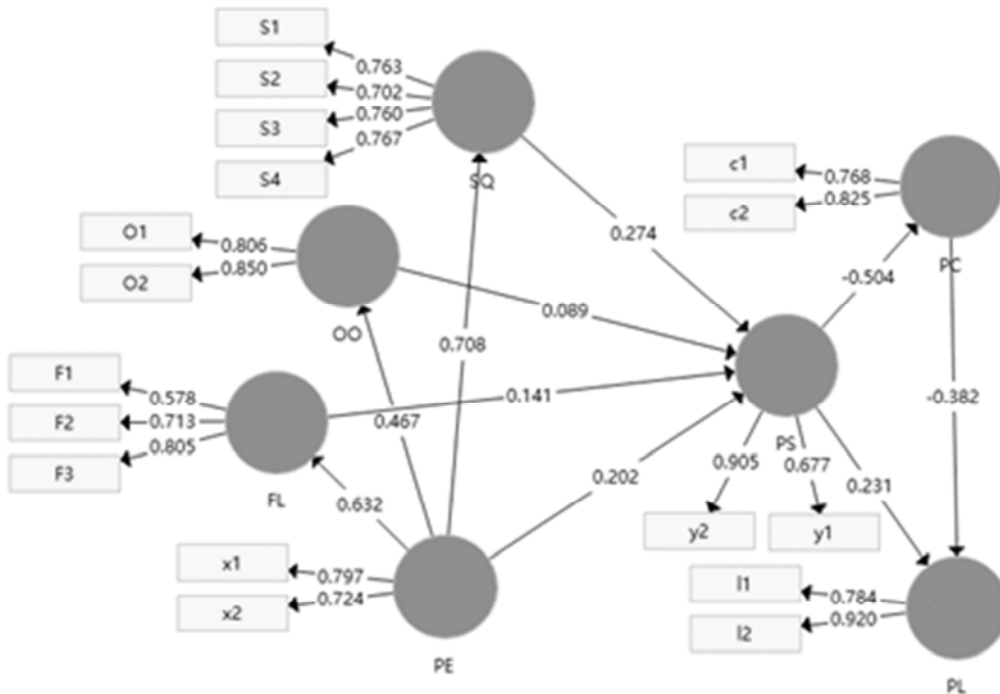 S1
0.763
S2
0.702
S3
0.760
0.767
S4
SQ
c1
0.768
c2
0.825
PC
O1
0.806
O2
0.850
OO
0.274
-0.504
0.089
0.708
F1
0.578
F2
0.713
F3
0.805
FL
0.141
0.467
-0.382
PS
0.905
0.677
0.202
0.231
0.632
y2
y1
x1
0.797
x2
0.724
PE
l1
0.784
l2
0.920
PL